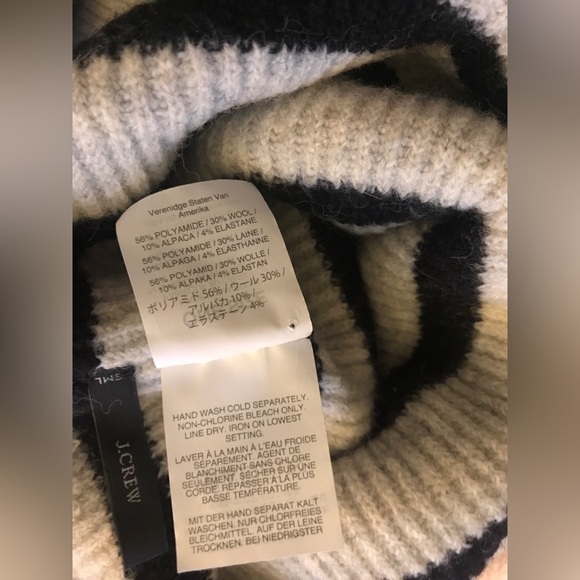 Verenidge Staten Van
Amerika
56% POLYAMIDE / 30% WOOL /
10% ALPACA / 4% ELASTANE
56% POLYAMIDE / 30% LAINE /
10% ALPAGA / 4% ÉLASTHANNE
56% POLYAMID / 30% WOLLE /
10% ALPAKA / 4% ELASTAN
ポリアミド 56% / ウール 30% /
アルパカ 10% /
エラステーン 4%
HAND WASH COLD SEPARATELY.
NON-CHLORINE BLEACH ONLY.
LINE DRY. IRON ON LOWEST
SETTING.
LAVER À LA MAIN À L'EAU FROIDE
SÉPARÉMENT. AGENT DE
BLANCHIMENT SANS CHLORE
SEULEMENT. SÉCHER SUR UNE
CORDE. REPASSER À LA PLUS
BASSE TEMPÉRATURE.
MIT DER HAND SEPARAT KALT
WASCHEN. NUR CHLORFREIES
BLEICHMITTEL. AUF DER LEINE
TROCKNEN. BEI NIEDRIGSTER
J.CREW